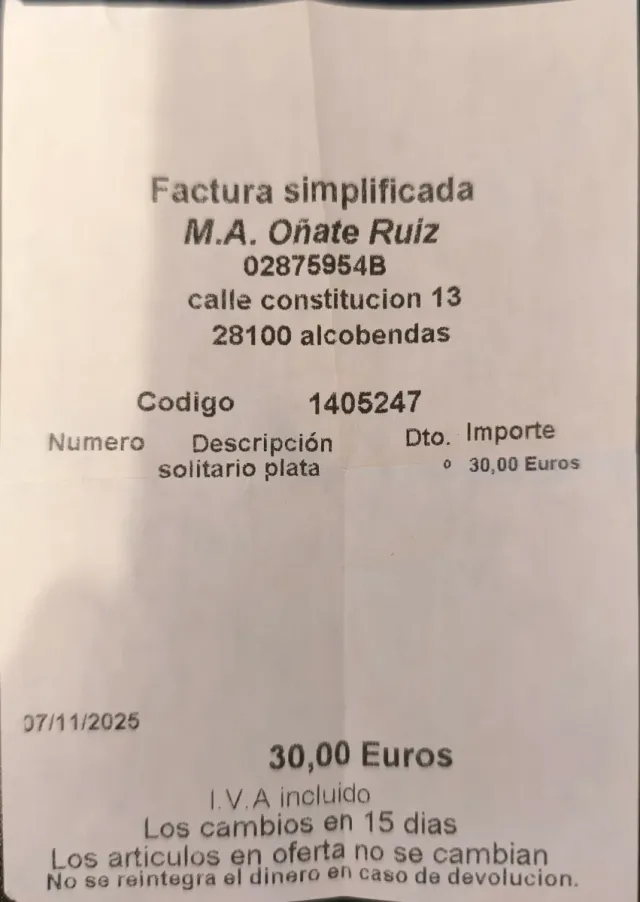 Factura simplificada
M.A. Oñate Ruiz
02875954B
calle constitucion 13
28100 alcobendas
Codigo 1405247
Numero Descripción Dto. Importe
solitario plata 0 30,00 Euros
07/11/2025
30,00 Euros
I.V.A incluido
Los cambios en 15 dias
Los articulos en oferta no se cambian
No se reintegra el dinero en caso de devolucion.